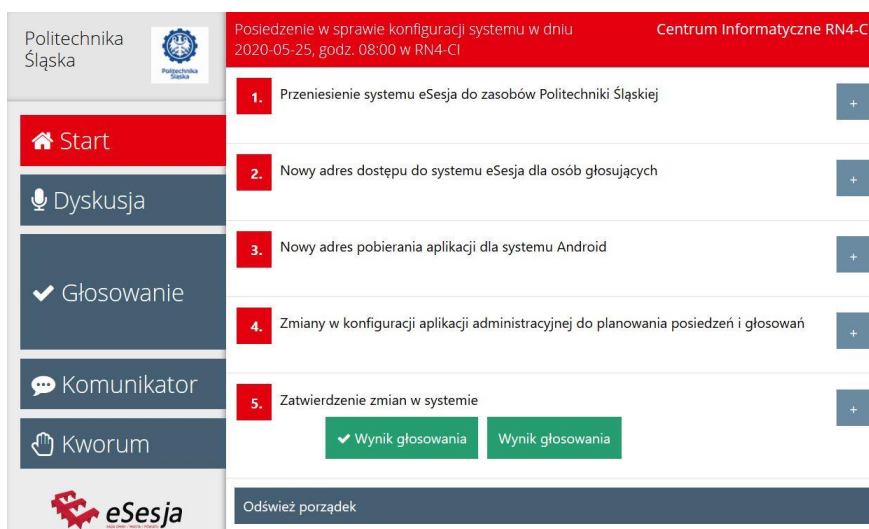 Politechnika
Śląska
Politechnika
Śląska
Start
Dyskusja
Głosowanie
Komunikator
Kworum
eSesja
Posiedzenie w sprawie konfiguracji systemu w dniu
2020-05-25, godz. 08:00 w RN4-CI
Centrum Informatyczne RN4-C
1. Przeniesienie systemu eSesja do zasobów Politechniki Śląskiej +
2. Nowy adres dostępu do systemu eSesja dla osób głosujących +
3. Nowy adres pobierania aplikacji dla systemu Android +
4. Zmiany w konfiguracji aplikacji administracyjnej do planowania posiedzeń i głosowań +
5. Zatwierdzenie zmian w systemie +
Wynik głosowania Wynik głosowania
Odśwież porządek